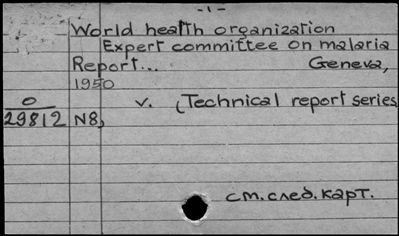 -1-
World health organization
Expert committee on malaria
Report... Geneva,
1950
v. (Technical report series
O
29812 N8,
см. след. карт.